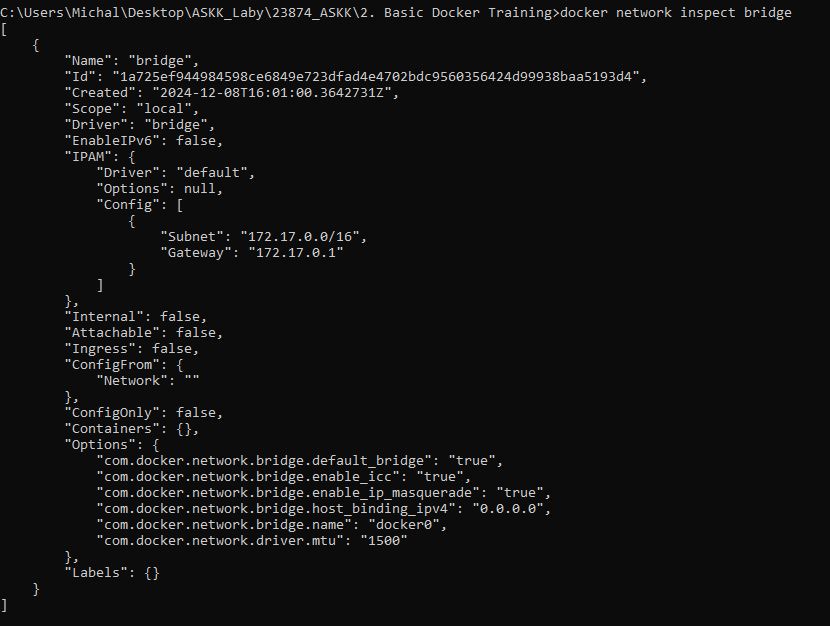 C:\Users\Michal\Desktop\ASKK_Laby\23874_ASKK\2. Basic Docker Training>docker network inspect bridge
[
    {
        "Name": "bridge",
        "Id": "1a725ef944984598ce6849e723dfad4e4702bdc9560356424d99938baa5193d4",
        "Created": "2024-12-08T16:01:00.3642731Z",
        "Scope": "local",
        "Driver": "bridge",
        "EnableIPv6": false,
        "IPAM": {
            "Driver": "default",
            "Options": null,
            "Config": [
                {
                    "Subnet": "172.17.0.0/16",
                    "Gateway": "172.17.0.1"
                }
            ]
        },
        "Internal": false,
        "Attachable": false,
        "Ingress": false,
        "ConfigFrom": {
            "Network": ""
        },
        "ConfigOnly": false,
        "Containers": {},
        "Options": {
            "com.docker.network.bridge.default_bridge": "true",
            "com.docker.network.bridge.enable_icc": "true",
            "com.docker.network.bridge.enable_ip_masquerade": "true",
            "com.docker.network.bridge.host_binding_ipv4": "0.0.0.0",
            "com.docker.network.bridge.name": "docker0",
            "com.docker.network.driver.mtu": "1500"
        },
        "Labels": {}
    }
]